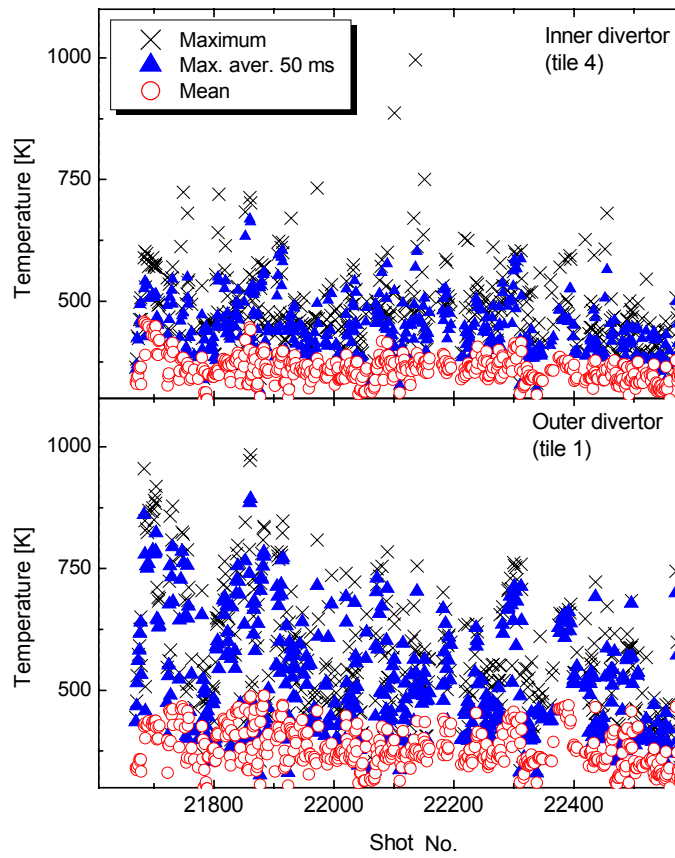 1000
750
500
Temperature [K]
Maximum
Max. aver. 50 ms
Mean
Inner divertor
(tile 4)
1000
750
500
Temperature [K]
Outer divertor
(tile 1)
21800
22000
22200
22400
Shot No.